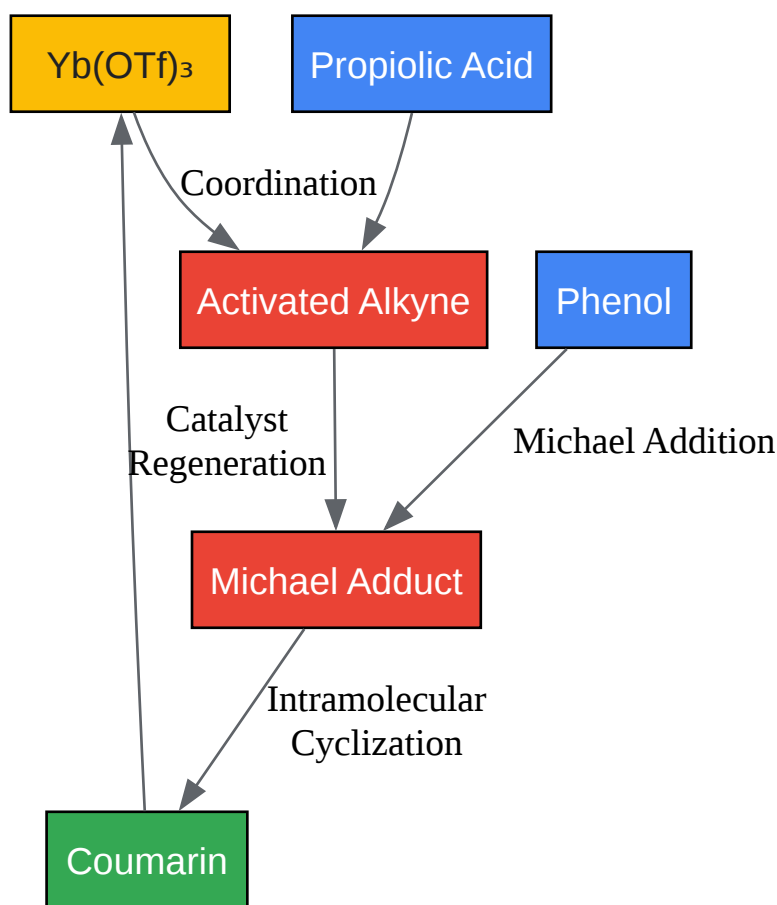 Yb(OTf)₃
Propiolic Acid
Coordination
Activated Alkyne
Phenol
Catalyst
Regeneration
Michael Addition
Michael Adduct
Intramolecular
Cyclization
Coumarin